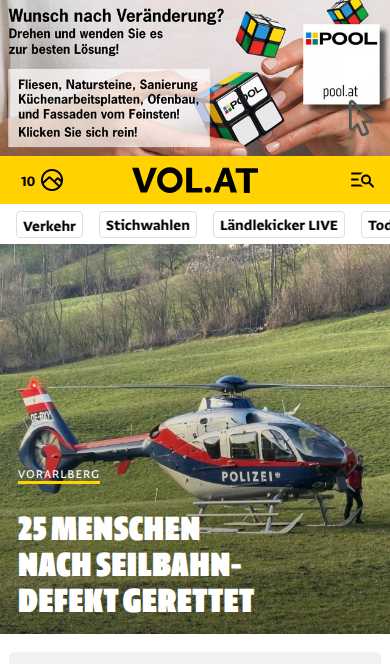 Wunsch nach Veränderung?
Drehen und wenden Sie es
zur besten Lösung!
POOL
Fliesen, Natursteine, Sanierung
Küchenarbeitsplatten, Ofenbau,
und Fassaden vom Feinsten!
Klicken Sie sich rein!
POOL
pool.at
10
VOL.AT
Verkehr
Stichwahlen
Ländlekicker LIVE
Tod
POLIZEI
VORARLBERG
25 MENSCHEN
NACH SEILBAHN-
DEFEKT GERETTET